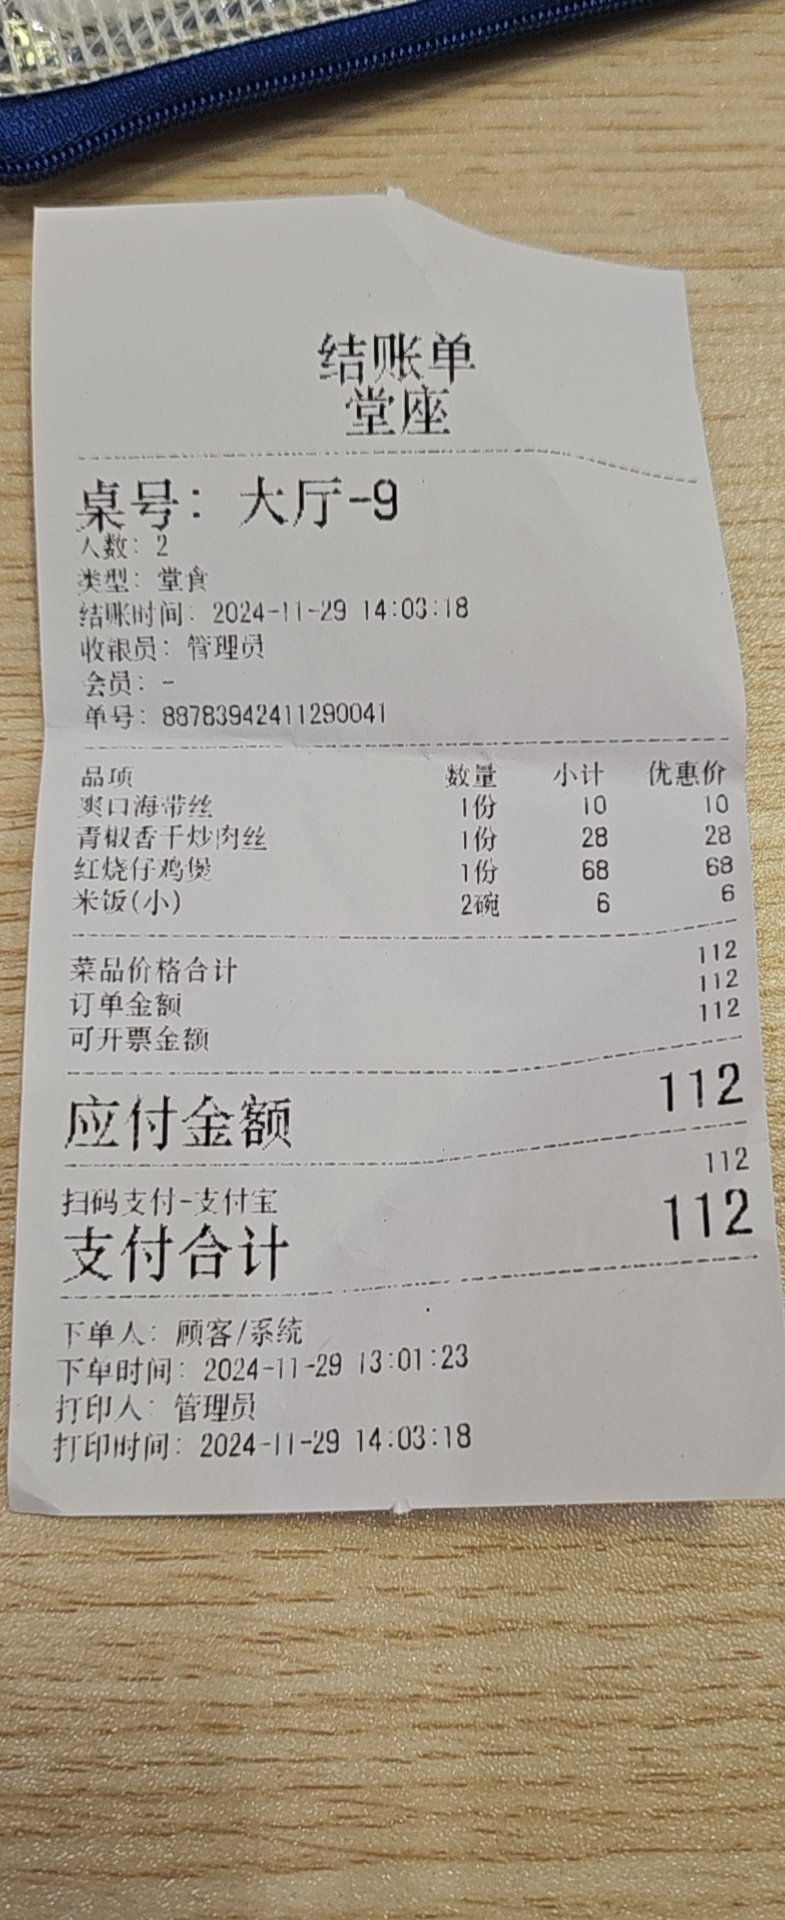 结账单
堂座
桌号: 大厅-9
人数: 2
类型: 堂食
结账时间: 2024-11-29 14:03:18
收银员: 管理员
会员: -
单号: 88783942411290041
品项 数量 小计 优惠价
爽口海带丝 1份 10 10
青椒香干炒肉丝 1份 28 28
红烧仔鸡煲 1份 68 68
米饭(小) 2碗 6 6
菜品价格合计 112
订单金额 112
可开票金额 112
应付金额 112
扫码支付-支付宝 112
支付合计 112
下单人: 顾客/系统
下单时间: 2024-11-29 13:01:23
打印人: 管理员
打印时间: 2024-11-29 14:03:18